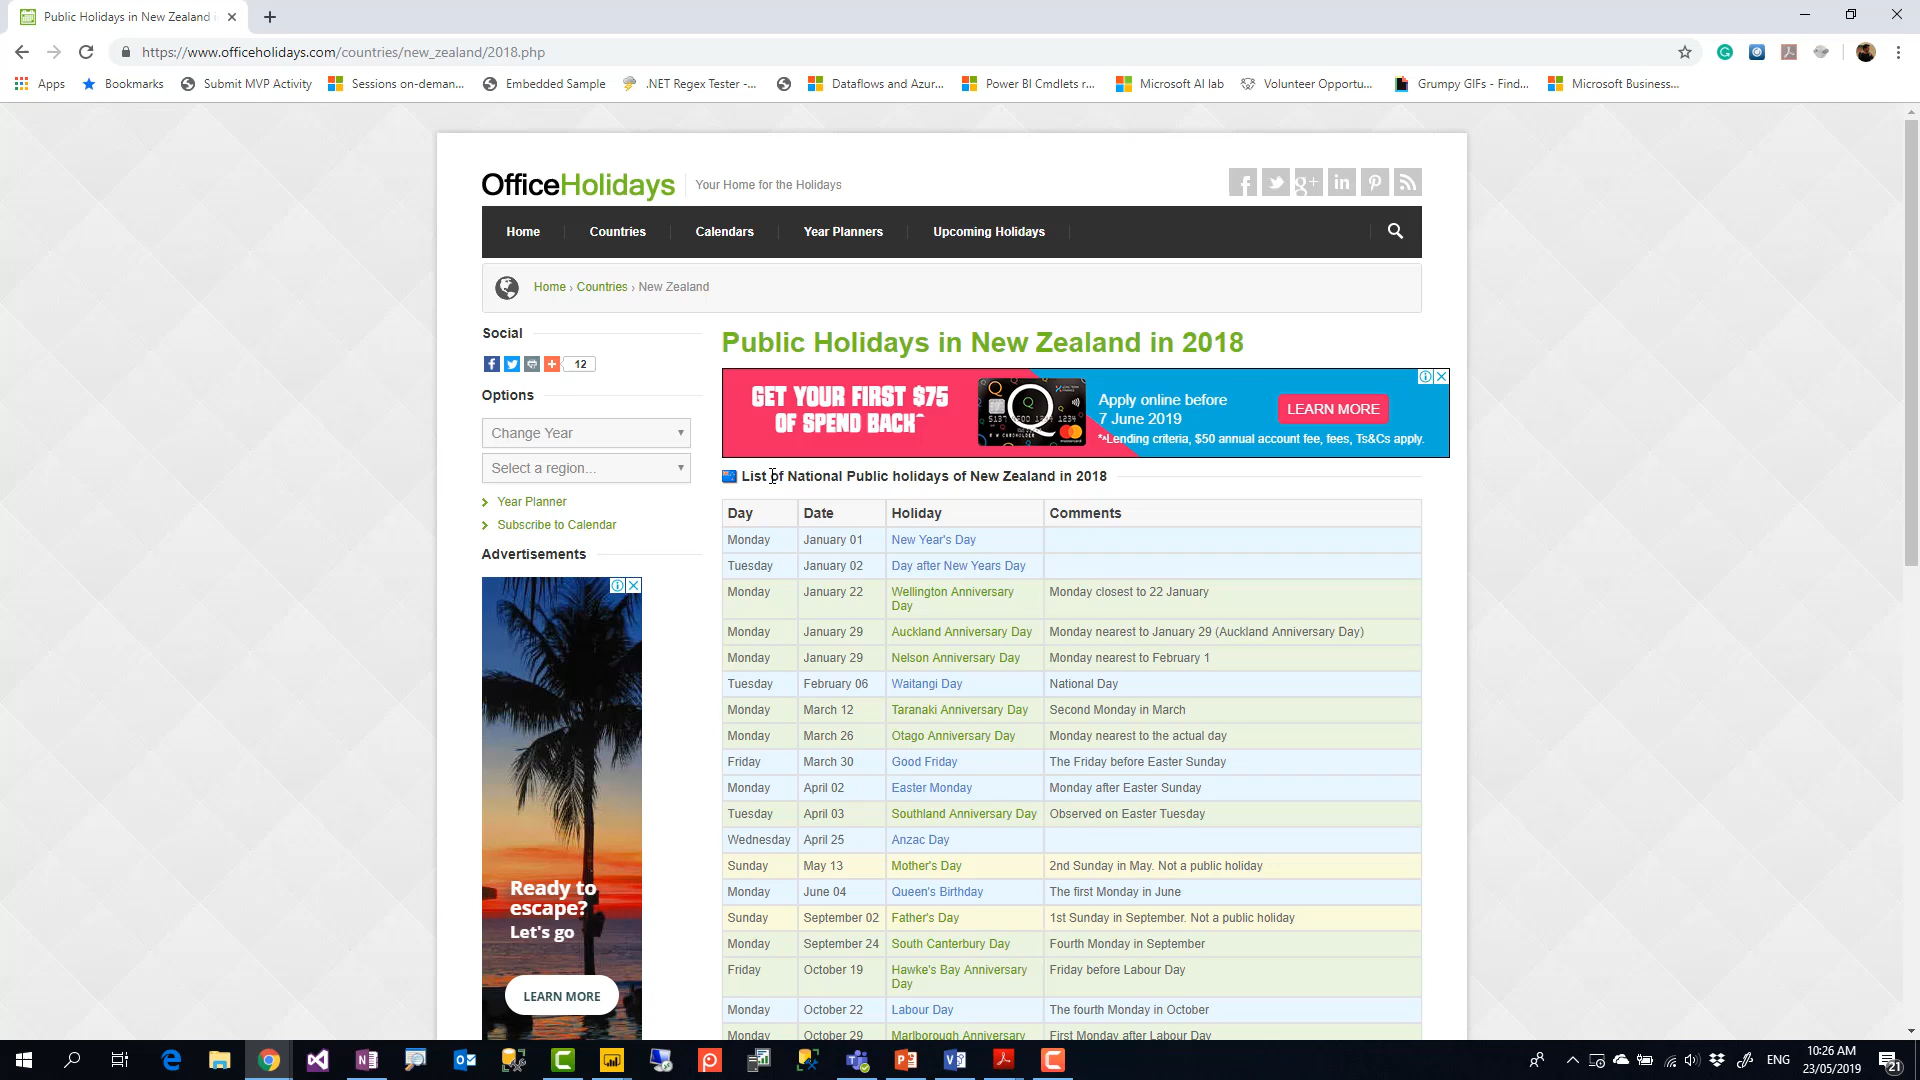 Public Holidays in New Zealand i
https://www.officeholidays.com/countries/new_zealand/2018.php
Apps
Bookmarks
Submit MVP Activity
Sessions on-deman...
Embedded Sample
.NET Regex Tester -...
Dataflows and Azur...
Power BI Cmdlets r...
Microsoft AI lab
Volunteer Opportu...
Grumpy GIFs - Find...
Microsoft Business...
OfficeHolidays
Your Home for the Holidays
Home
Countries
Calendars
Year Planners
Upcoming Holidays
Home › Countries › New Zealand
Social
12
Options
Change Year
Select a region...
Year Planner
Subscribe to Calendar
Advertisements
Ready to
escape?
Let's go
LEARN MORE
Public Holidays in New Zealand in 2018
GET YOUR FIRST $75
OF SPEND BACK^
Apply online before
7 June 2019
LEARN MORE
*^Lending criteria, $50 annual account fee, fees, Ts&Cs apply.
List of National Public holidays of New Zealand in 2018
Day Date Holiday Comments
Monday January 01 New Year's Day
Tuesday January 02 Day after New Years Day
Monday January 22 Wellington Anniversary Monday closest to 22 January
Day
Monday January 29 Auckland Anniversary Day Monday nearest to January 29 (Auckland Anniversary Day)
Monday January 29 Nelson Anniversary Day Monday nearest to February 1
Tuesday February 06 Waitangi Day National Day
Monday March 12 Taranaki Anniversary Day Second Monday in March
Monday March 26 Otago Anniversary Day Monday nearest to the actual day
Friday March 30 Good Friday The Friday before Easter Sunday
Monday April 02 Easter Monday Monday after Easter Sunday
Tuesday April 03 Southland Anniversary Day Observed on Easter Tuesday
Wednesday April 25 Anzac Day
Sunday May 13 Mother's Day 2nd Sunday in May. Not a public holiday
Monday June 04 Queen's Birthday The first Monday in June
Sunday September 02 Father's Day 1st Sunday in September. Not a public holiday
Monday September 24 South Canterbury Day Fourth Monday in September
Friday October 19 Hawke's Bay Anniversary Friday before Labour Day
Day
Monday October 22 Labour Day The fourth Monday in October
Monday October 29 Marlborough Anniversary First Monday after Labour Day
ENG
10:26 AM
23/05/2019
21